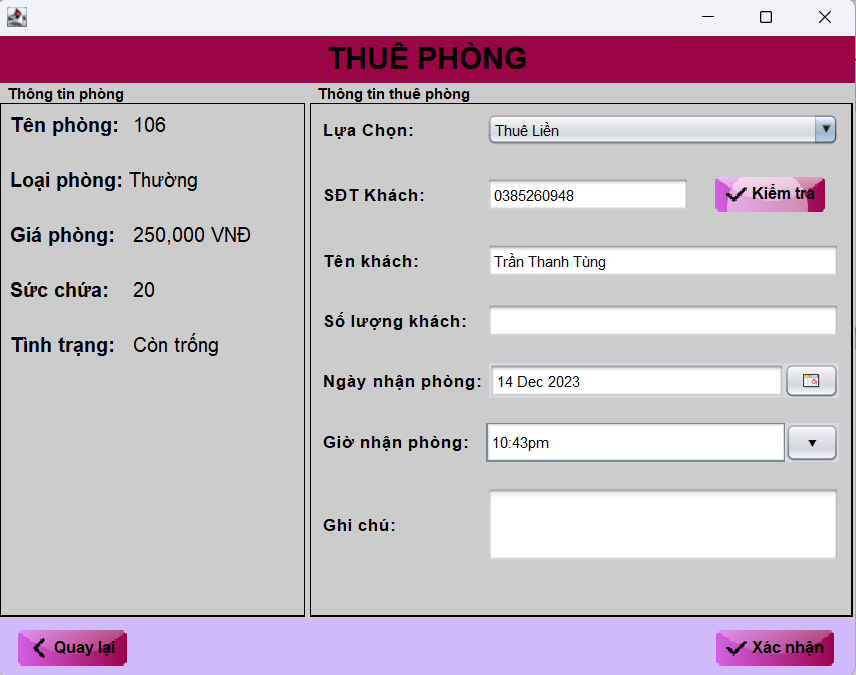 THUÊ PHÒNG
Thông tin phòng
Tên phòng: 106
Loại phòng: Thường
Giá phòng: 250,000 VNĐ
Sức chứa: 20
Tình trạng: Còn trống
Thông tin thuê phòng
Lựa Chọn: Thuê Liền
SĐT Khách: 0385260948 Kiểm tra
Tên khách: Trần Thanh Tùng
Số lượng khách:
Ngày nhận phòng: 14 Dec 2023
Giờ nhận phòng: 10:43pm
Ghi chú:
Quay lại Xác nhận